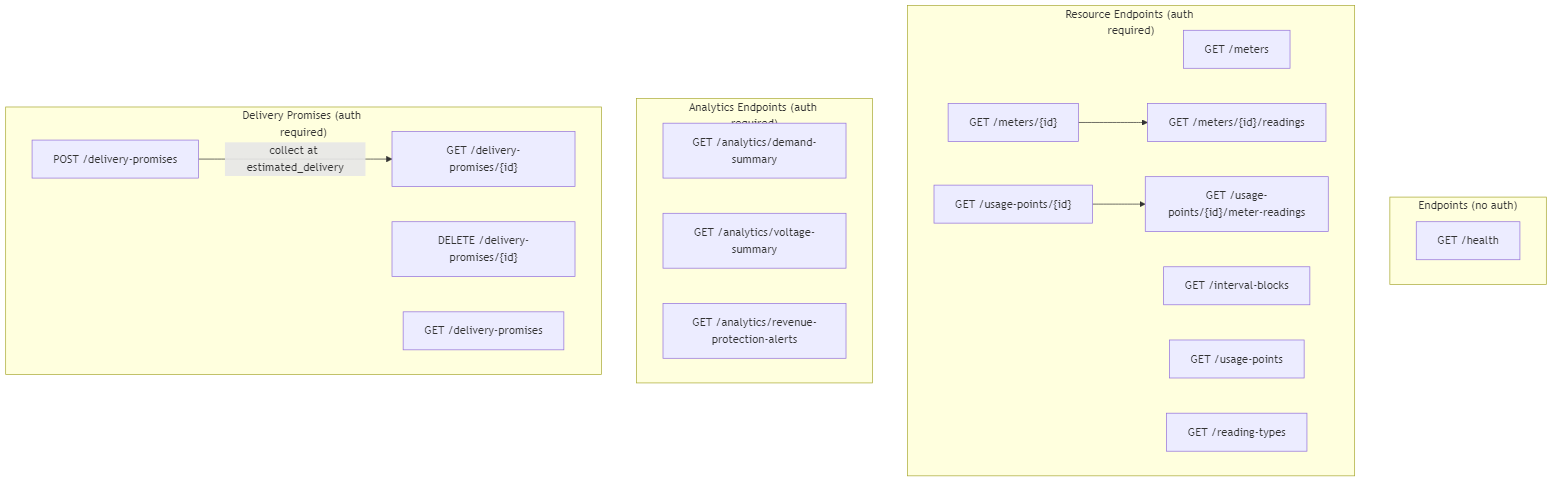 Delivery Promises (auth
required)
POST /delivery-promises
collect at
estimated_delivery
GET /delivery-
promises/{id}
DELETE /delivery-
promises/{id}
GET /delivery-promises
Analytics Endpoints (auth
required)
GET /analytics/demand-
summary
GET /analytics/voltage-
summary
GET /analytics/revenue-
protection-alerts
Resource Endpoints (auth
required)
GET /meters
GET /meters/{id}
GET /meters/{id}/readings
GET /usage-points/{id}
GET /usage-
points/{id}/meter-readings
GET /interval-blocks
GET /usage-points
GET /reading-types
Endpoints (no auth)
GET /health